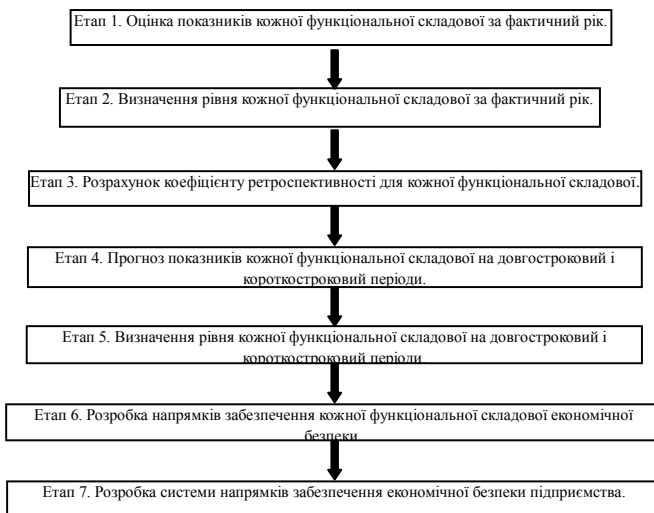 Етап 1. Оцінка показників кожної функціональної складової за фактичний рік.
Етап 2. Визначення рівня кожної функціональної складової за фактичний рік.
Етап 3. Розрахунок коефіцієнту ретроспективності для кожної функціональної складової.
Етап 4. Прогноз показників кожної функціональної складової на довгостроковий і
короткостроковий періоди.
Етап 5. Визначення рівня кожної функціональної складової на довгостроковий і
короткостроковий періоди.
Етап 6. Розробка напрямків забезпечення кожної функціональної складової економічної
безпеки.
Етап 7. Розробка системи напрямків забезпечення економічної безпеки підприємства.